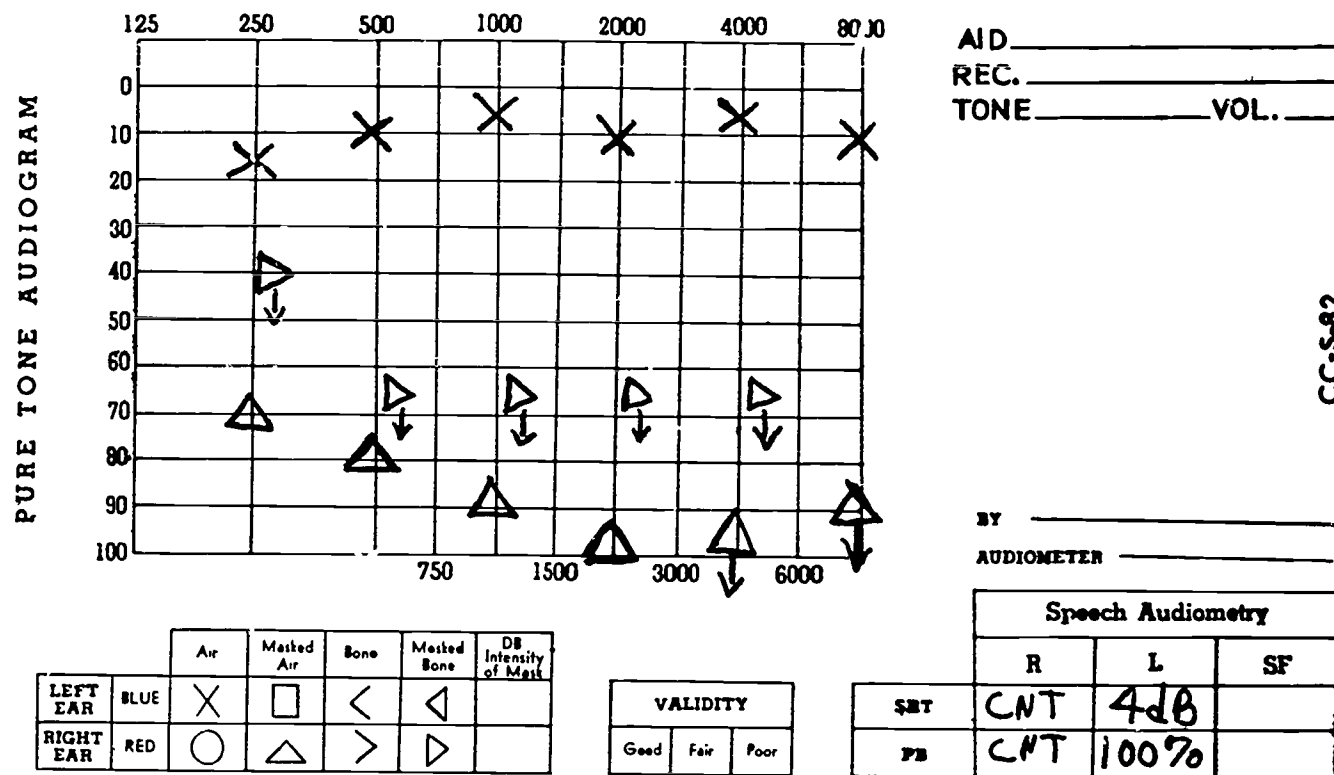 125 250 500 1000 2000 4000
AID
REC.
TONE VOL.
PURE TONE AUDIOGRAM
0
10
20
30
40
50
60
70
80
90
100
750 1500 3000 6000
CC-S-82
BY
AUDIOMETER
Air Masked Air Bone Masked Bone DB Intensity of Mask
LEFT EAR BLUE
RIGHT EAR RED
VALIDITY
Good Fair Poor
Speech Audiometry
R L SF
SRT CNT 4dB
PB CNT 100%